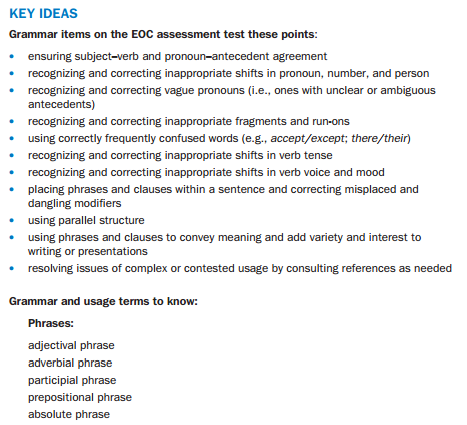 KEY IDEAS
Grammar items on the EOC assessment test these points:
• ensuring subject–verb and pronoun–antecedent agreement
• recognizing and correcting inappropriate shifts in pronoun, number, and person
• recognizing and correcting vague pronouns (i.e., ones with unclear or ambiguous
antecedents)
• recognizing and correcting inappropriate fragments and run-ons
• using correctly frequently confused words (e.g., accept/except; there/their)
• recognizing and correcting inappropriate shifts in verb tense
• recognizing and correcting inappropriate shifts in verb voice and mood
• placing phrases and clauses within a sentence and correcting misplaced and
dangling modifiers
• using parallel structure
• using phrases and clauses to convey meaning and add variety and interest to
writing or presentations
• resolving issues of complex or contested usage by consulting references as needed
Grammar and usage terms to know:
Phrases:
adjectival phrase
adverbial phrase
participial phrase
prepositional phrase
absolute phrase